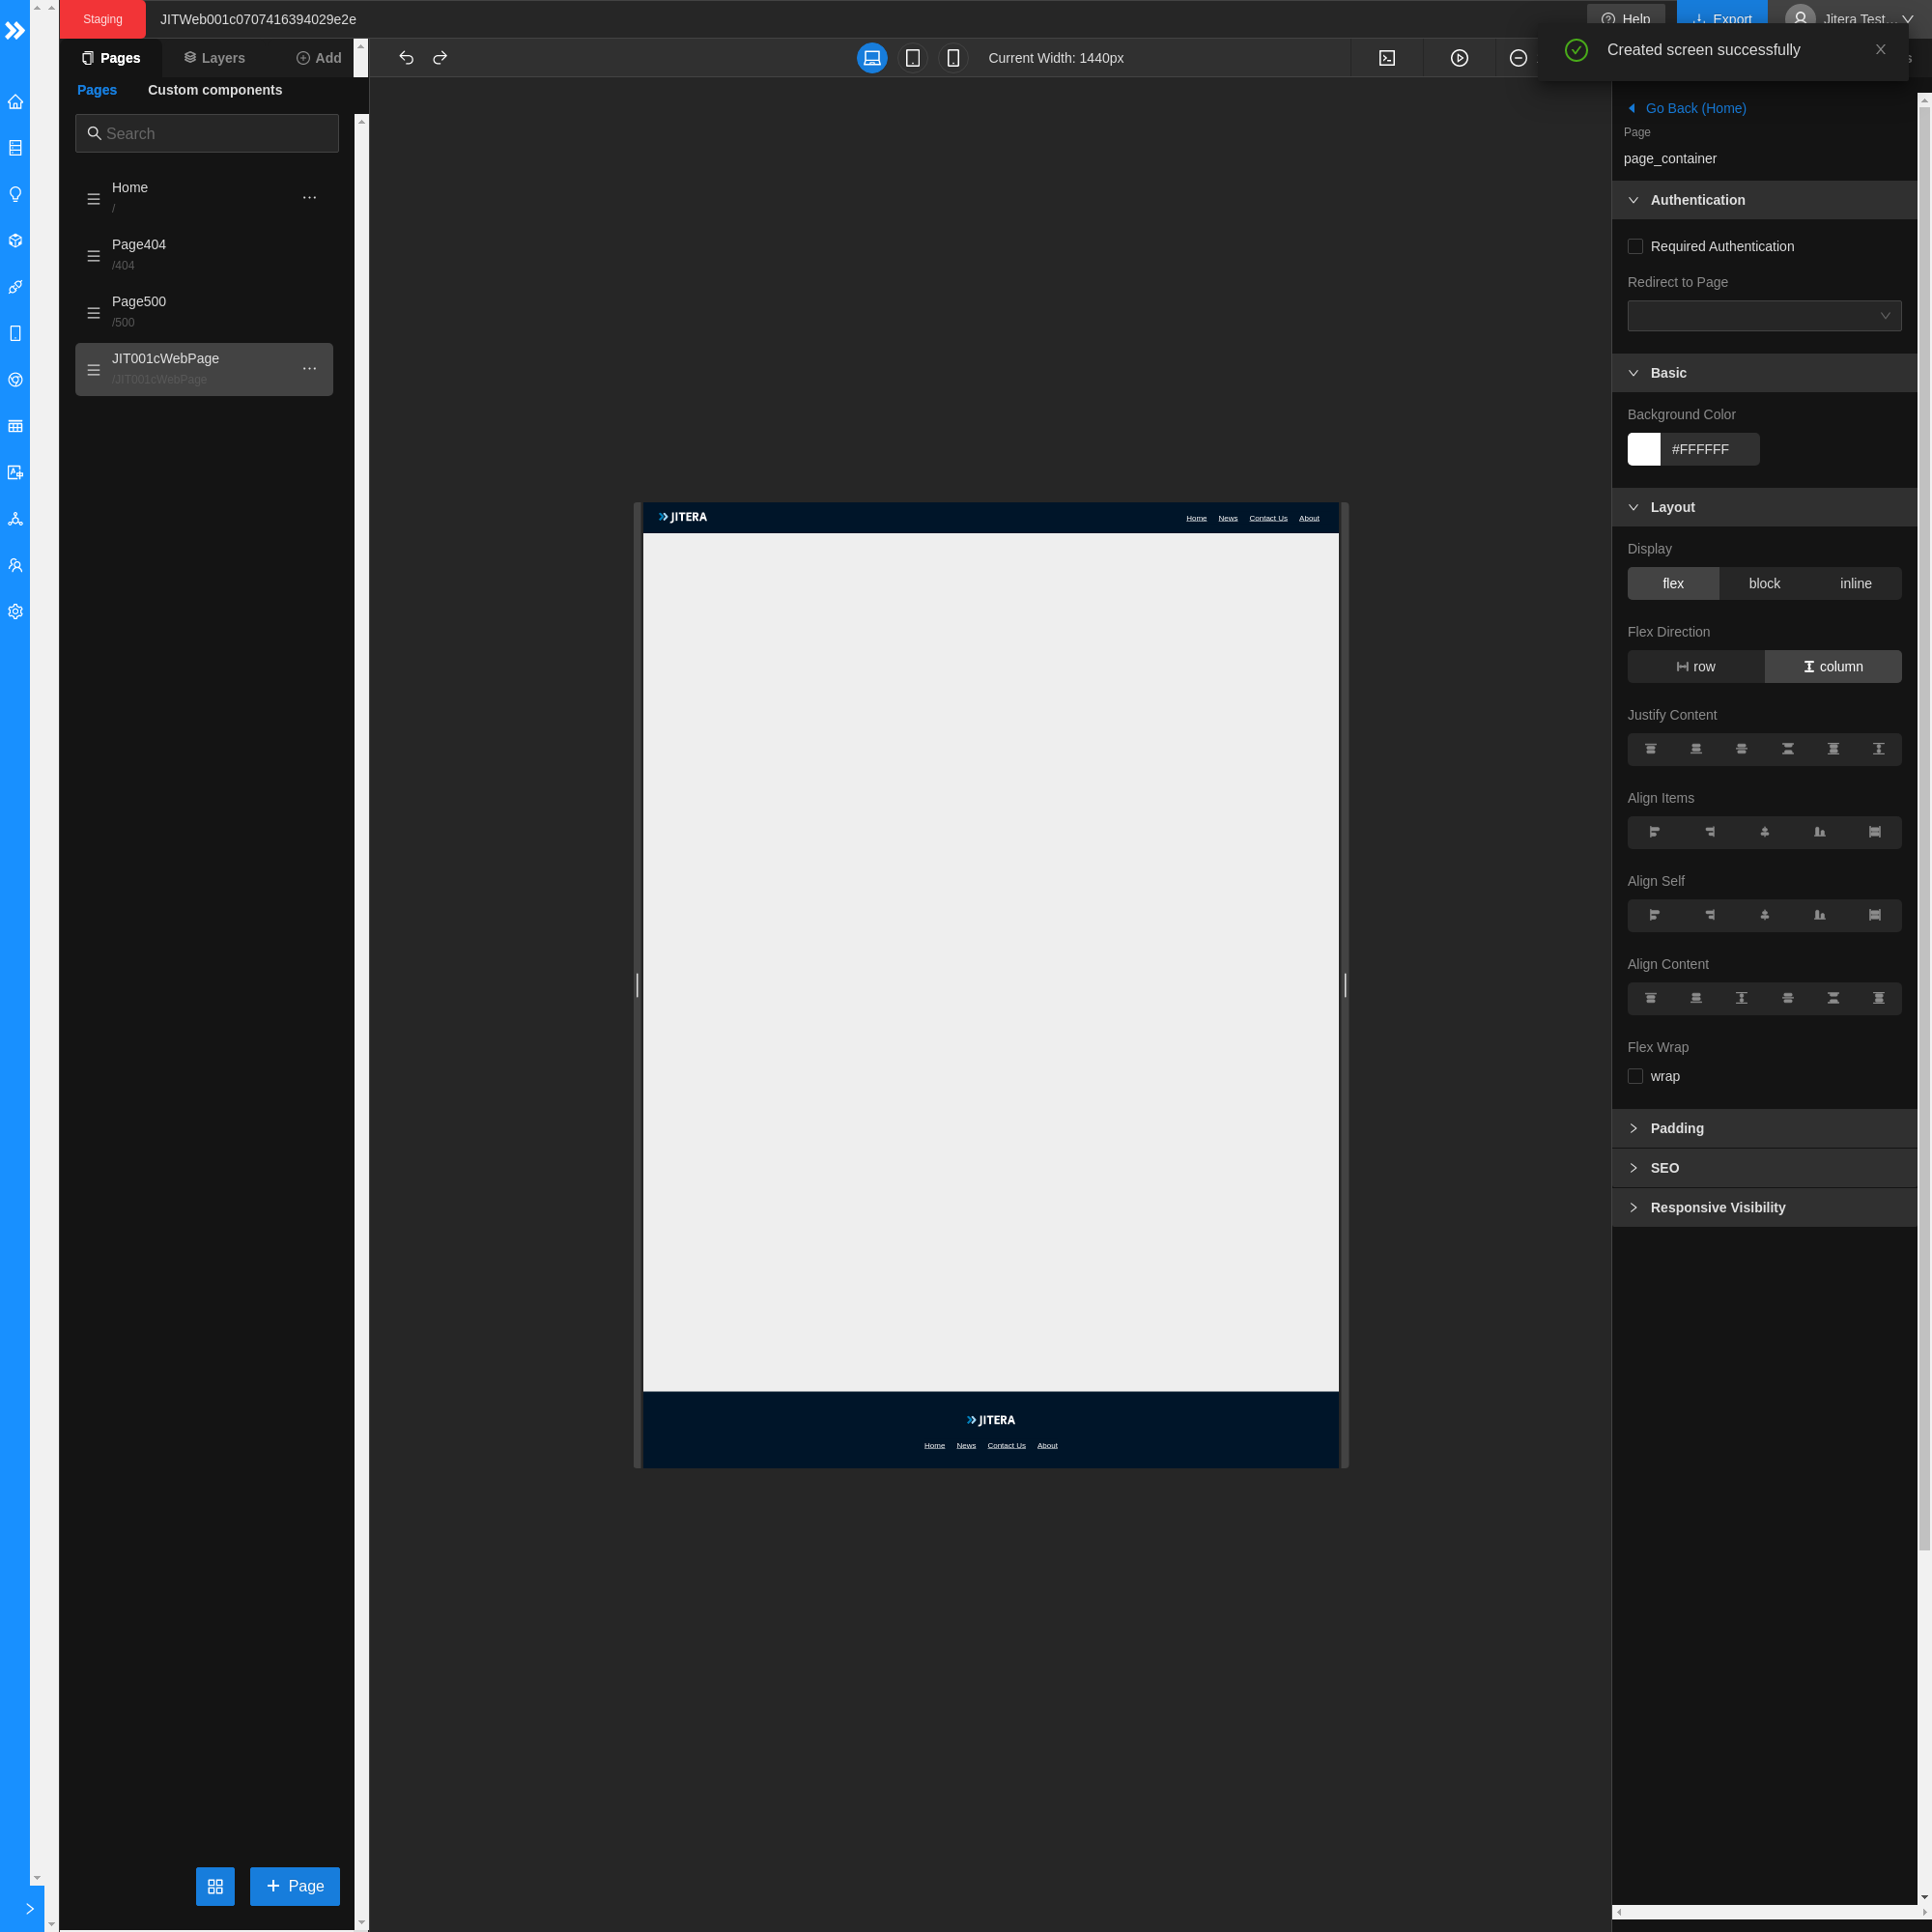 Staging
JITWeb001c0707416394029e2e
Help
Export
Jitera Test...
Created screen successfully
Pages
Layers
Add
Current Width: 1440px
Pages
Custom components
Search
Home
/
Page404
/404
Page500
/500
JIT001cWebPage
/JIT001cWebPage
Page
JITERA
Home
News
Contact Us
About
JITERA
Home
News
Contact Us
About
Go Back (Home)
Page
page_container
Authentication
Required Authentication
Redirect to Page
Basic
Background Color
#FFFFFF
Layout
Display
flex
block
inline
Flex Direction
row
column
Justify Content
Align Items
Align Self
Align Content
Flex Wrap
wrap
Padding
SEO
Responsive Visibility